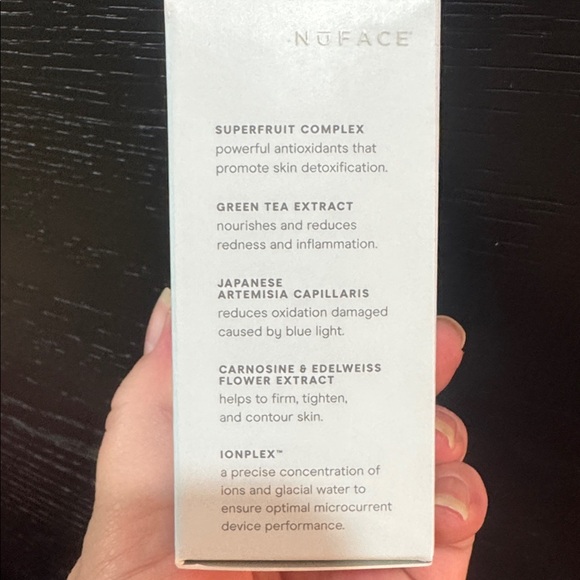 NūFACE®
SUPERFRUIT COMPLEX
powerful antioxidants that
promote skin detoxification.
GREEN TEA EXTRACT
nourishes and reduces
redness and inflammation.
JAPANESE
ARTEMISIA CAPILLARIS
reduces oxidation damaged
caused by blue light.
CARNOSINE & EDELWEISS
FLOWER EXTRACT
helps to firm, tighten,
and contour skin.
IONPLEX™
a precise concentration of
ions and glacial water to
ensure optimal microcurrent
device performance.